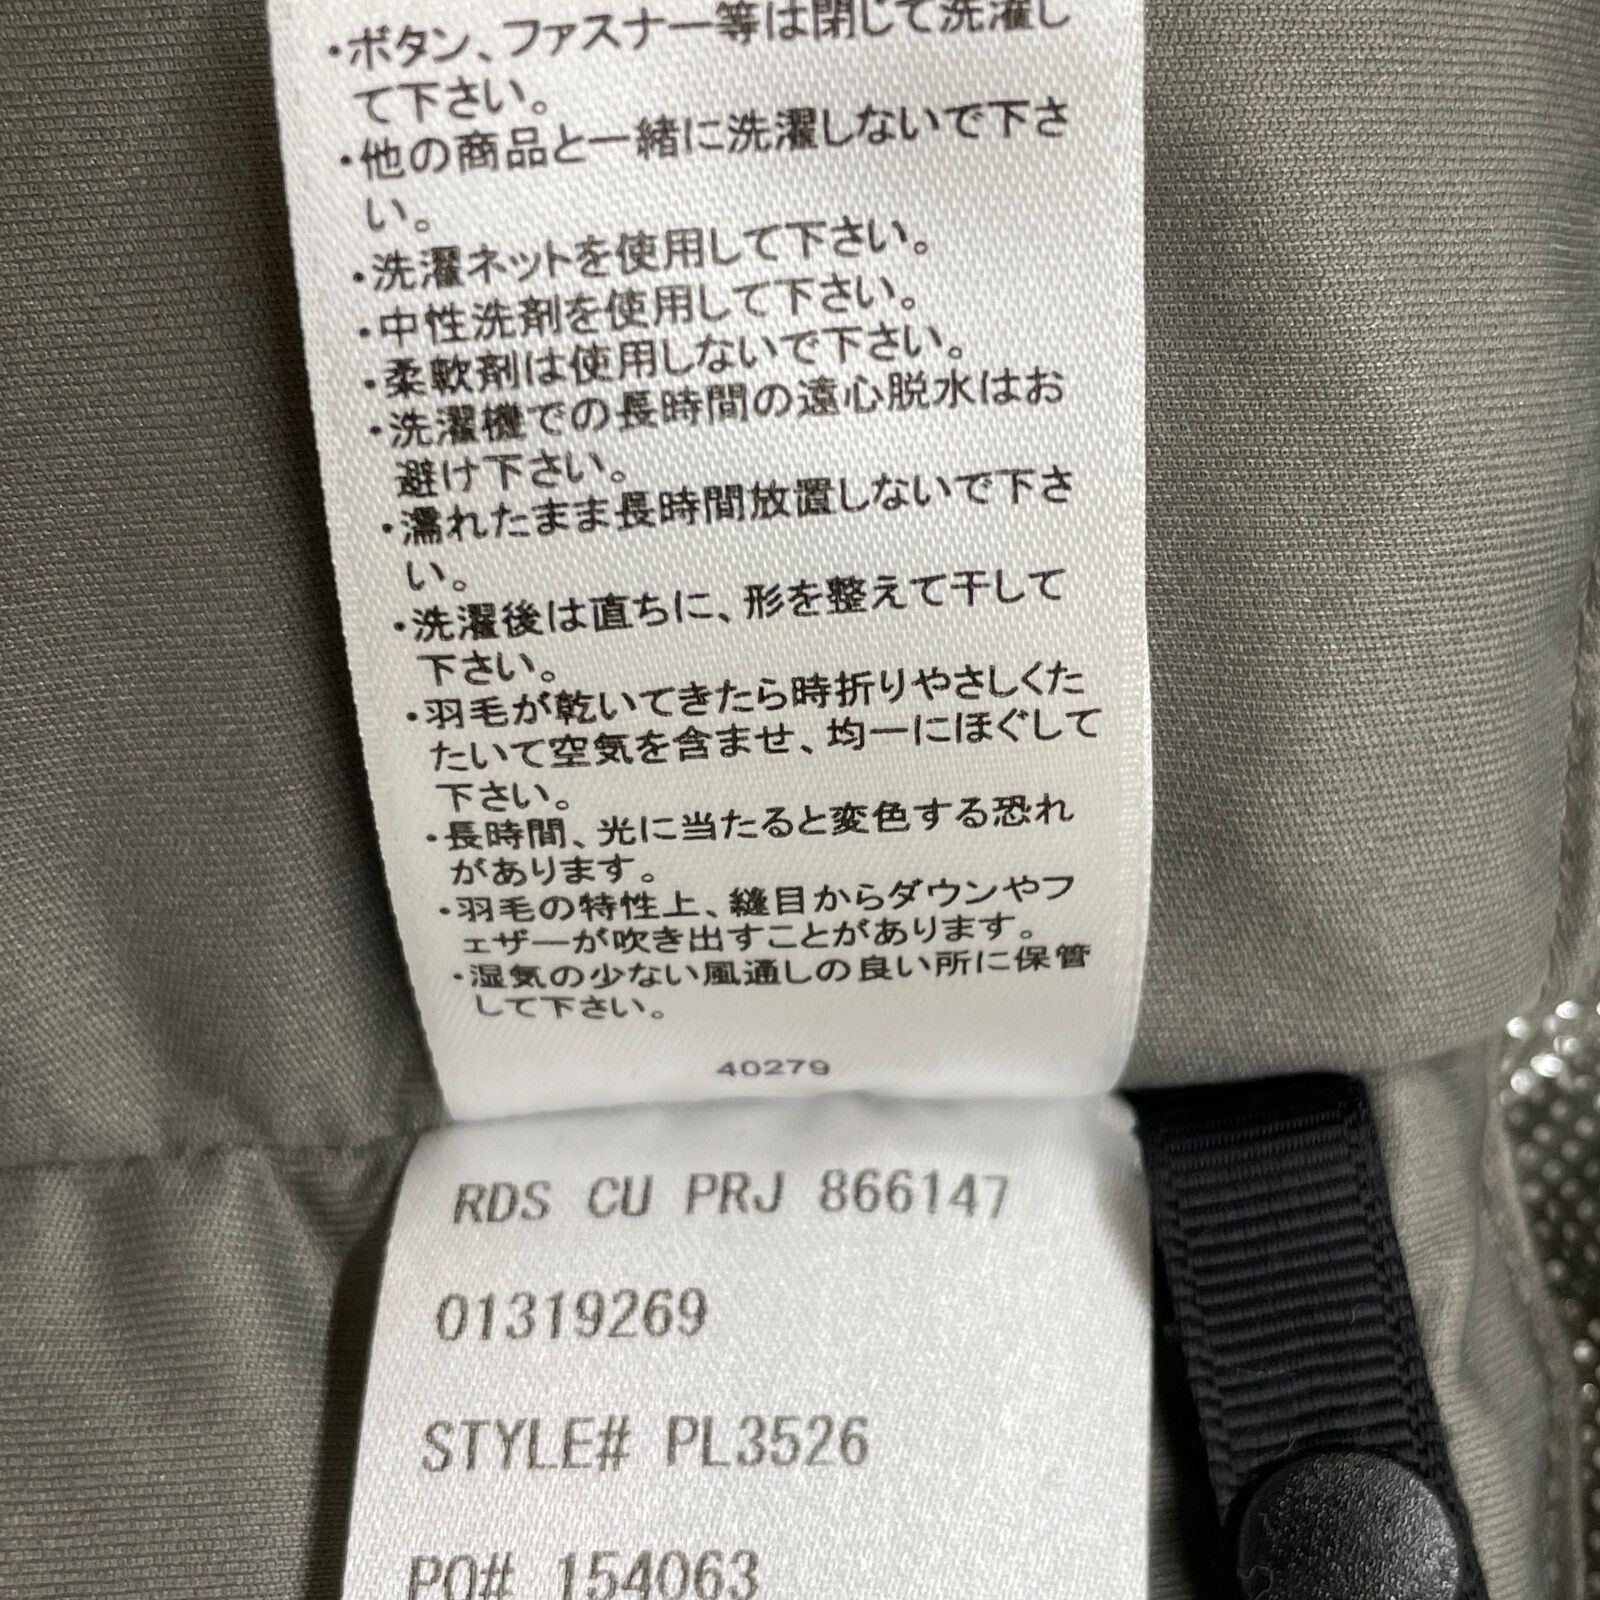 ・ボタン、ファスナー等は閉じて洗濯し
て下さい。
・他の商品と一緒に洗濯しないで下さ
い。
・洗濯ネットを使用して下さい。
・中性洗剤を使用して下さい。
・柔軟剤は使用しないで下さい。
・洗濯機での長時間の遠心脱水はお
避け下さい。
・濡れたまま長時間放置しないで下さ
い。
・洗濯後は直ちに、形を整えて干して
下さい。
・羽毛が乾いてきたら時折りやさしくた
たいて空気を含ませ、均一にほぐして
下さい。
・長時間、光に当たると変色する恐れ
があります。
・羽毛の特性上、縫目からダウンやフ
ェザーが吹き出すことがあります。
・湿気の少ない風通しの良い所に保管
して下さい。
40279
RDS CU PRJ 866147
01319269
STYLE# PL3526
PO# 154063